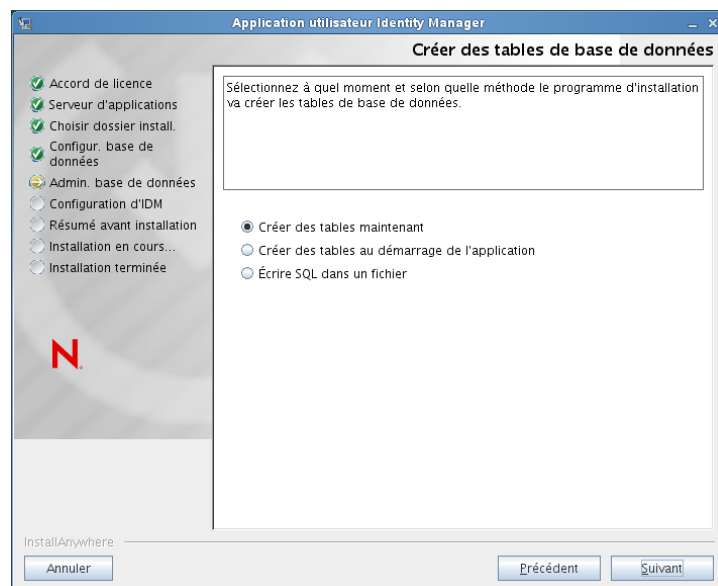 Application utilisateur Identity Manager
Créer des tables de base de données
Accord de licence
Serveur d'applications
Choisir dossier install.
Configur. base de
données
Admin. base de données
Configuration d'IDM
Résumé avant installation
Installation en cours...
Installation terminée
N
Sélectionnez à quel moment et selon quelle méthode le programme d'installation
va créer les tables de base de données.
Créer des tables maintenant
Créer des tables au démarrage de l'application
Écrire SQL dans un fichier
InstallAnywhere
Annuler
Précédent
Suivant